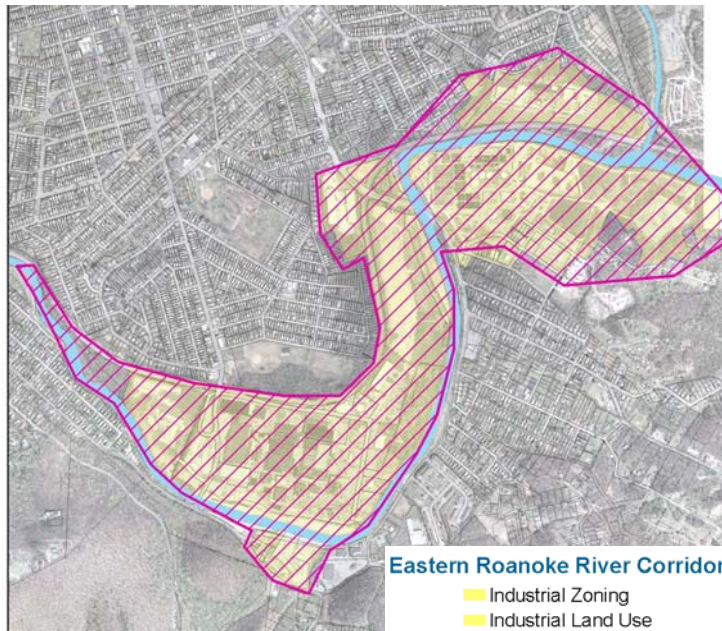 Eastern Roanoke River Corridor
Industrial Zoning
Industrial Land Use